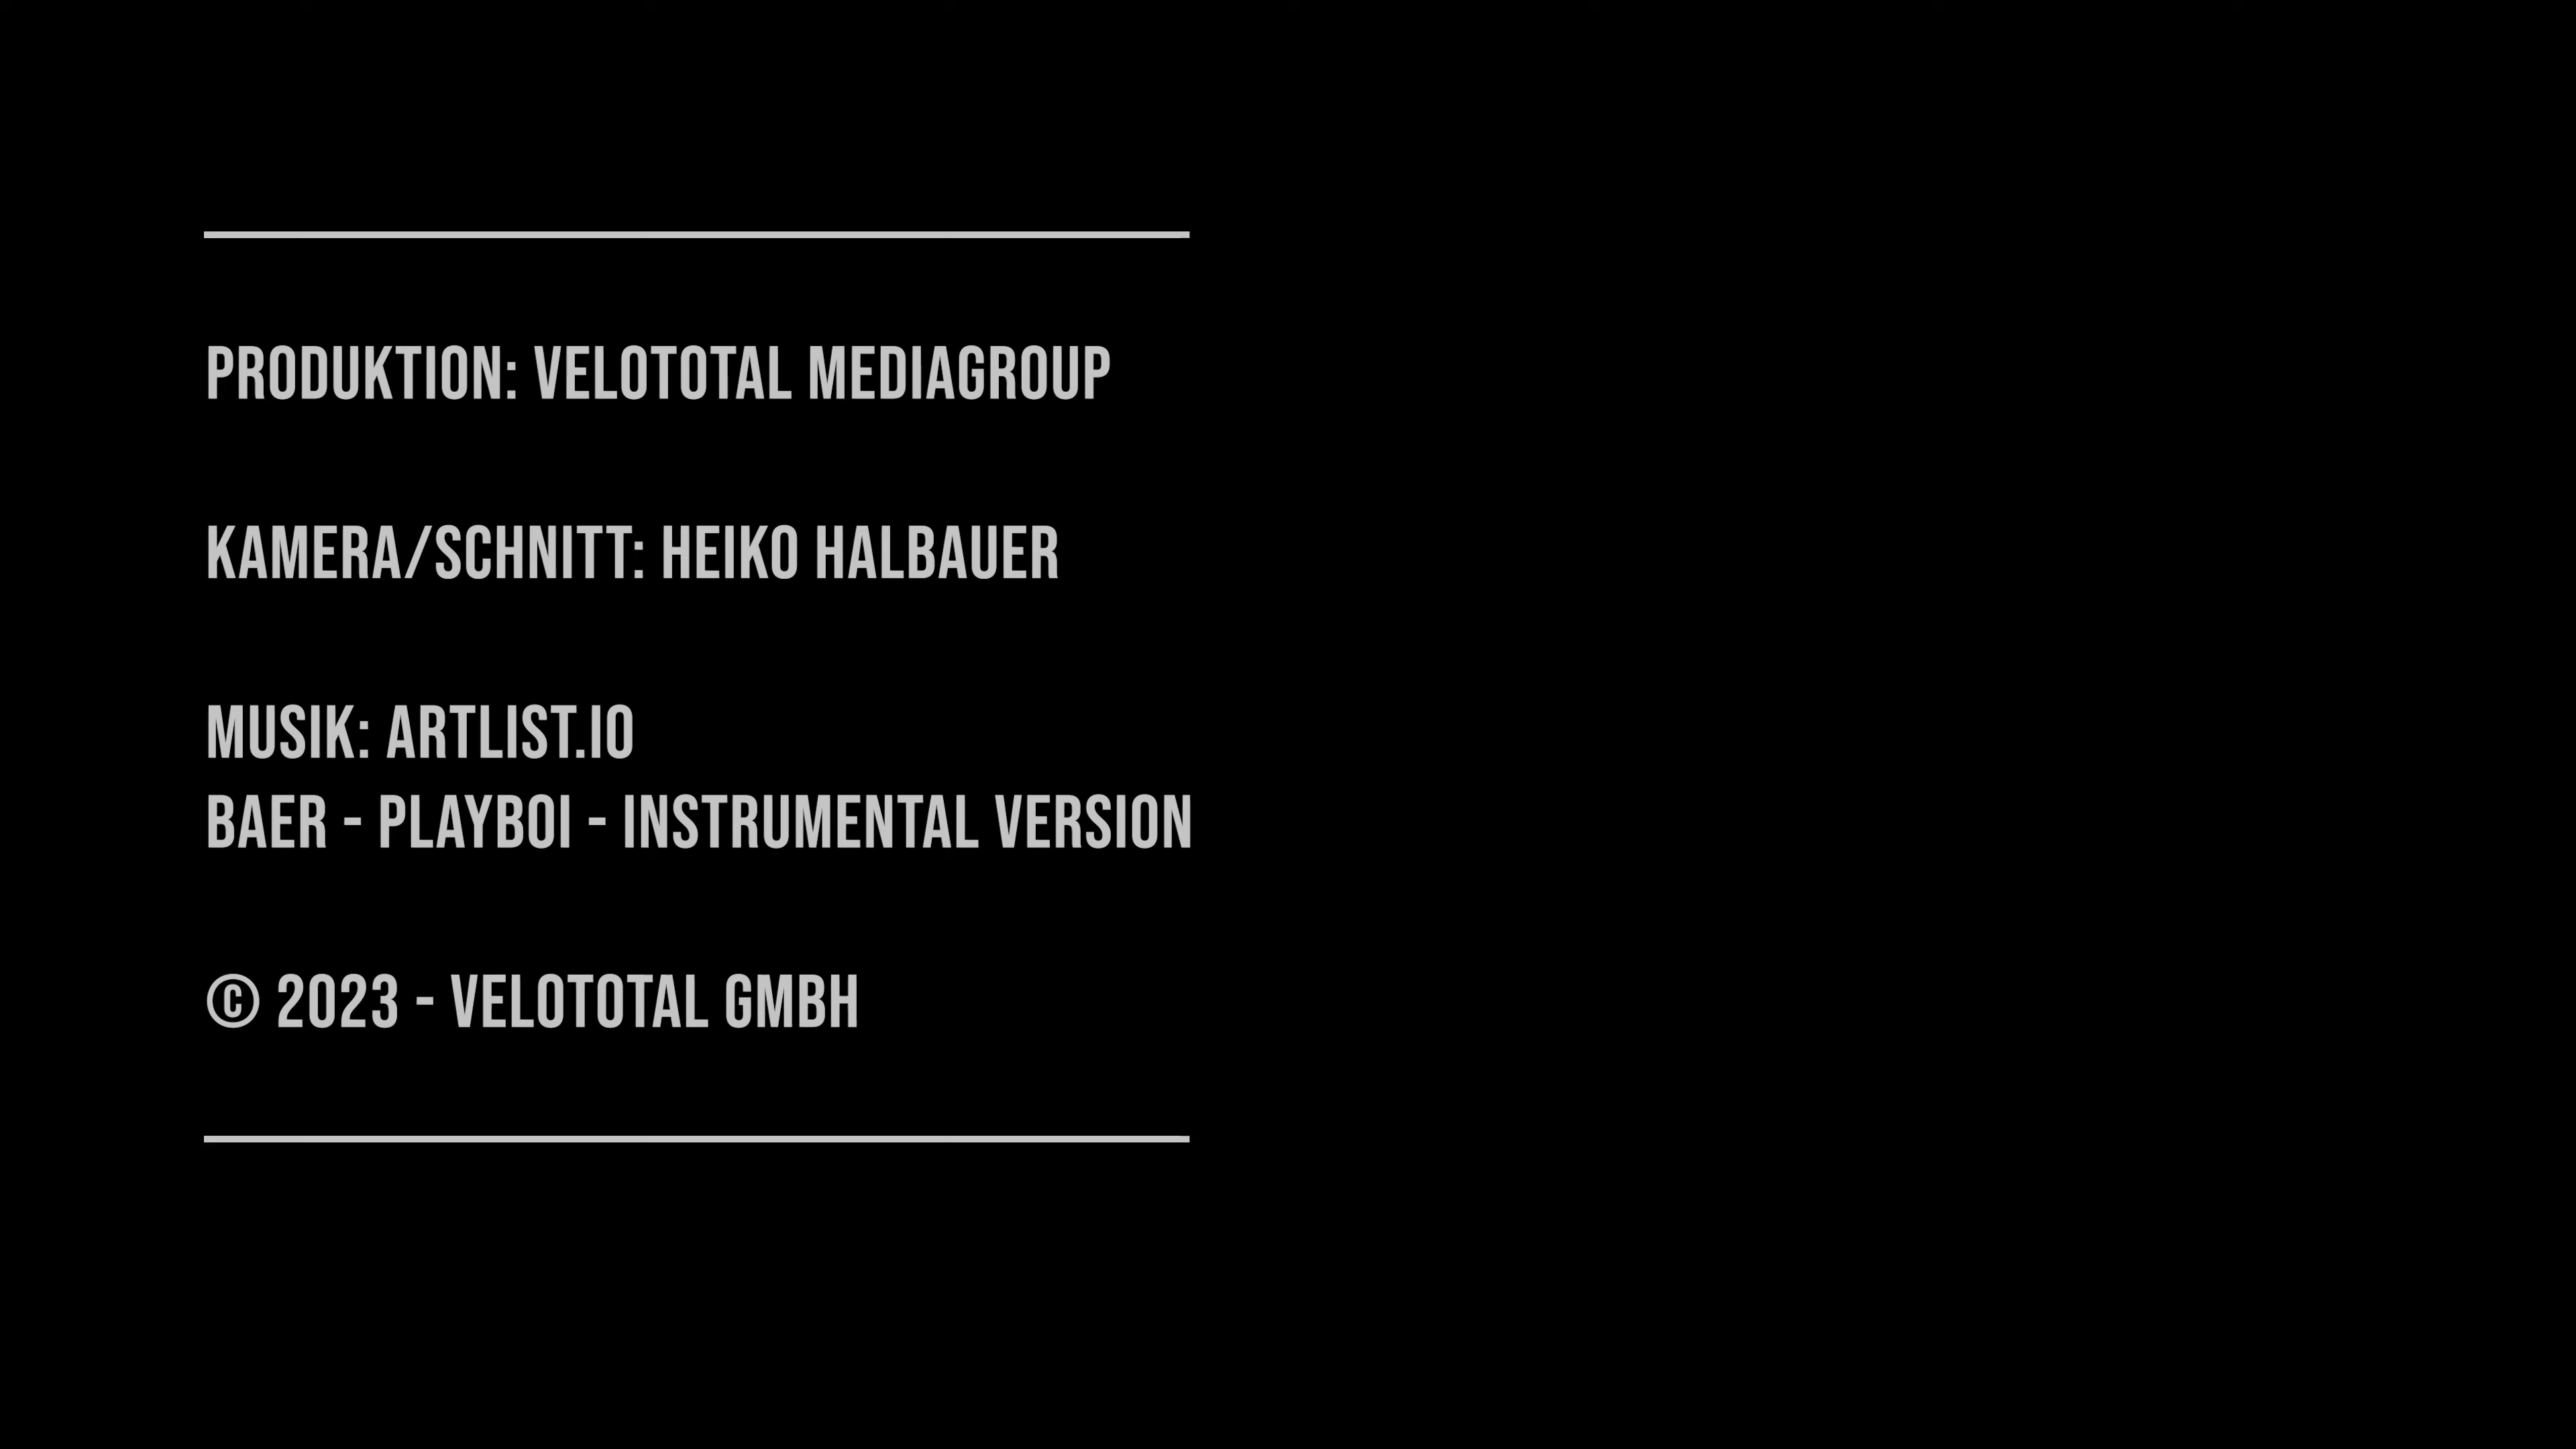 PRODUKTION: VELOTOTAL MEDIAGROUP
KAMERA/SCHNITT: HEIKO HALBAUER
MUSIK: ARTLIST.IO
BAER - PLAYBOI - INSTRUMENTAL VERSION
© 2023 - VELOTOTAL GMBH